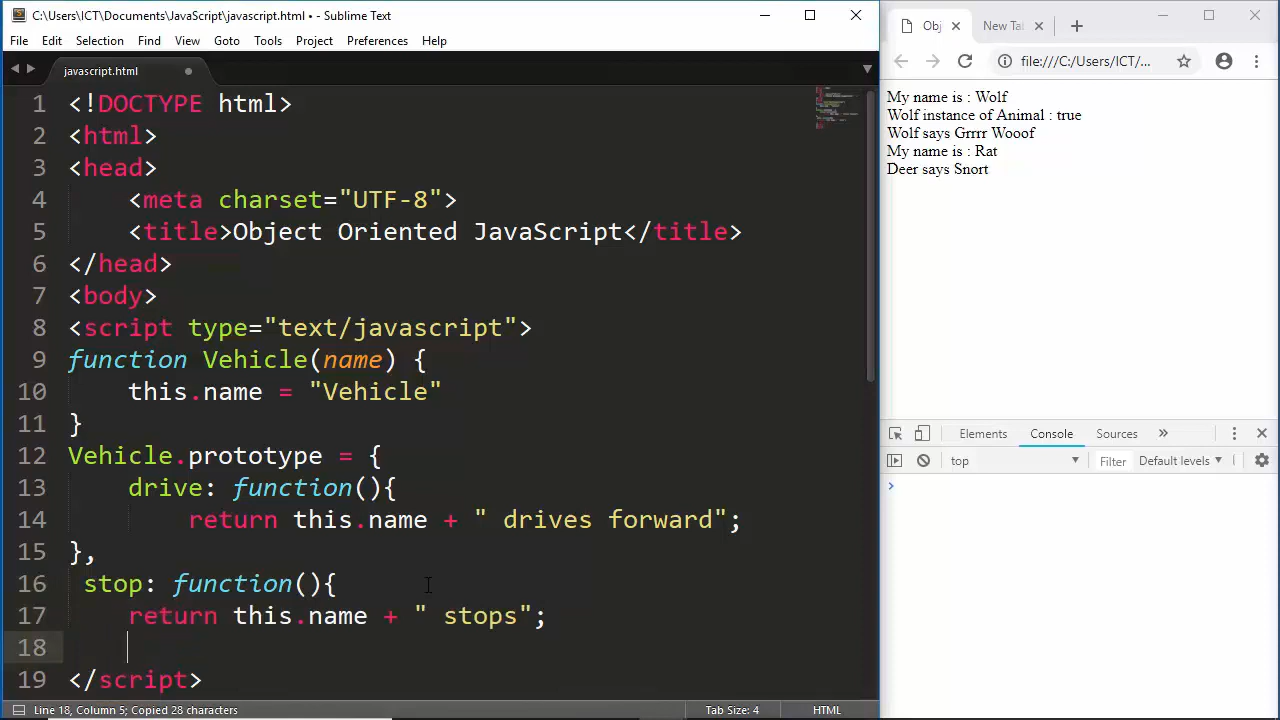 C:\Users\ICT\Documents\JavaScript\javascript.html • - Sublime Text
File Edit Selection Find View Goto Tools Project Preferences Help
javascript.html
1 <!DOCTYPE html>
2 <html>
3 <head>
4 <meta charset="UTF-8">
5 <title>Object Oriented JavaScript</title>
6 </head>
7 <body>
8 <script type="text/javascript">
9 function Vehicle(name) {
10 this.name = "Vehicle"
11 }
12 Vehicle.prototype = {
13 drive: function(){
14 return this.name + " drives forward";
15 },
16 stop: function(){
17 return this.name + " stops";
18
19 </script>
Line 18, Column 5; Copied 28 characters
Tab Size: 4
HTML
Obj
New Tal
file:///C:/Users/ICT/...
My name is : Wolf
Wolf instance of Animal : true
Wolf says Grrrr Wooof
My name is : Rat
Deer says Snort
Elements Console Sources »
top Filter Default levels